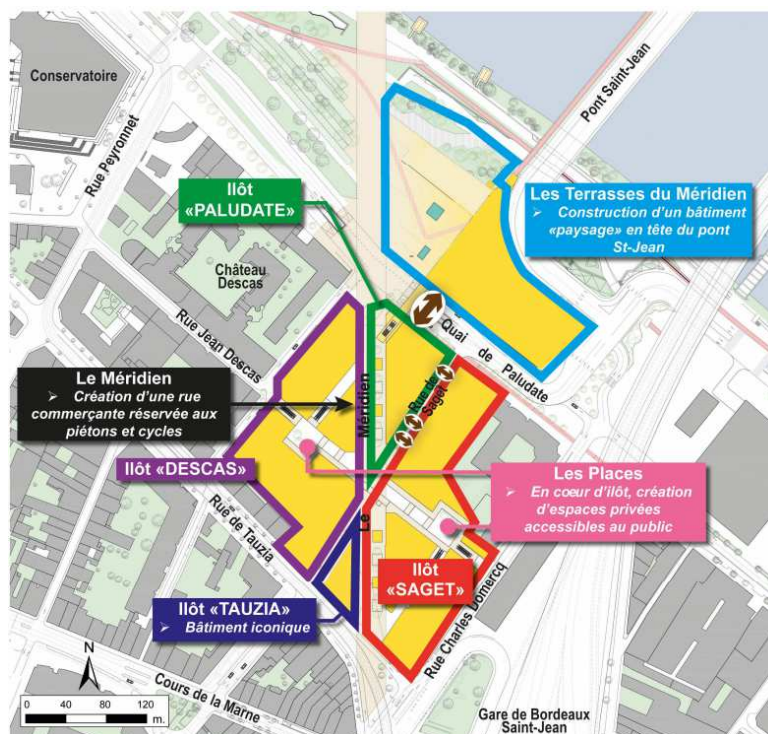 Conservatoire
Rue Peyronnet
Pont Saint-Jean
Ilôt
«PALUDATE»
Les Terrasses du Méridien
➢ Construction d'un bâtiment
«paysage» en tête du pont
St-Jean
Château
Descas
Rue Jean Descas
Quai de Paludate
Le Méridien
➢ Création d'une rue
commerçante réservée aux
piétons et cycles
Le Méridien
Rue de
Saget
Ilôt «DESCAS»
Les Places
➢ En coeur d'ilôt, création
d'espaces privées
accessibles au public
Rue de Tauzia
Ilôt
«SAGET»
Ilôt «TAUZIA»
➢ Bâtiment iconique
Rue Charles Domercq
N
Cours de la Marne
0 40 80 120
m.
Gare de Bordeaux
Saint-Jean